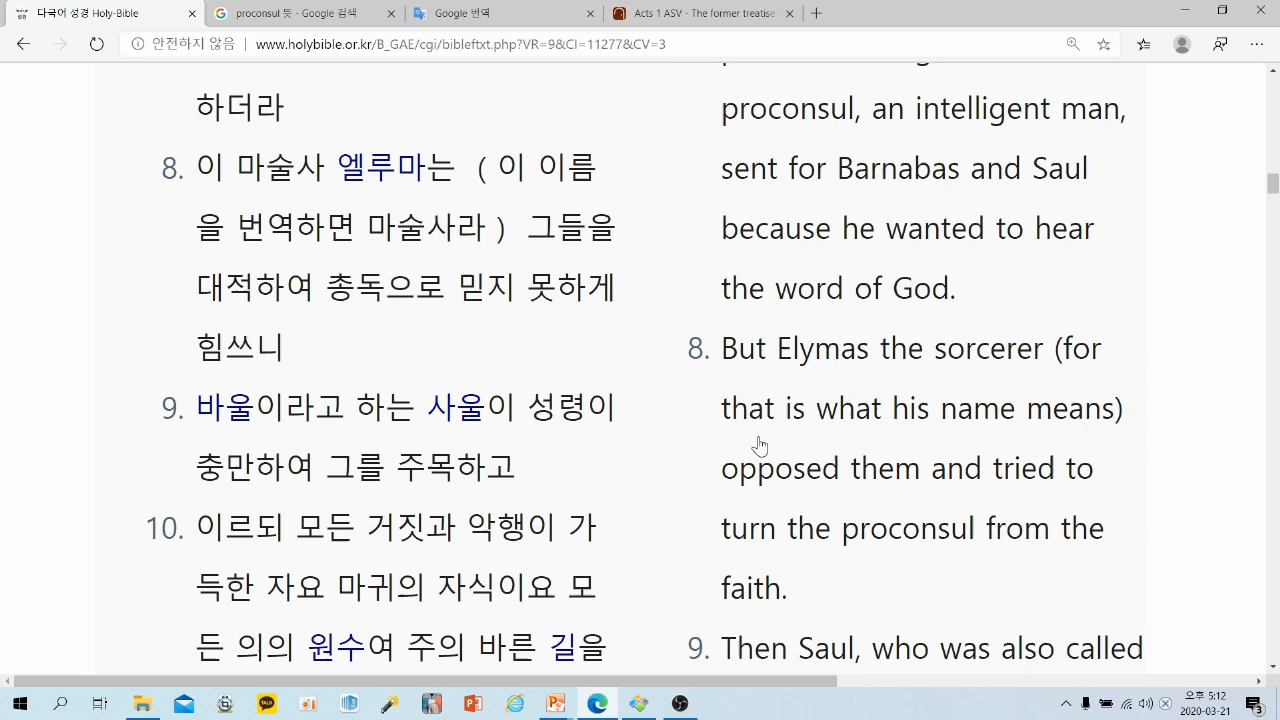 다국어 성경 Holy-Bible
proconsul 뜻 - Google 검색
Google 번역
Acts 1 ASV - The former treatise
안전하지 않음
www.holybible.or.kr/B_GAE/cgi/bibleftxt.php?VR=9&CI=11277&CV=3
하더라
8. 이 마술사 엘루마는 ( 이 이름
을 번역하면 마술사라 ) 그들을
대적하여 총독으로 믿지 못하게
힘쓰니
9. 바울이라고 하는 사울이 성령이
충만하여 그를 주목하고
10. 이르되 모든 거짓과 악행이 가
득한 자요 마귀의 자식이요 모
든 의의 원수여 주의 바른 길을
proconsul, an intelligent man,
sent for Barnabas and Saul
because he wanted to hear
the word of God.
8. But Elymas the sorcerer (for
that is what his name means)
opposed them and tried to
turn the proconsul from the
faith.
9. Then Saul, who was also called
TALK
오후 5:12
2020-03-21
3